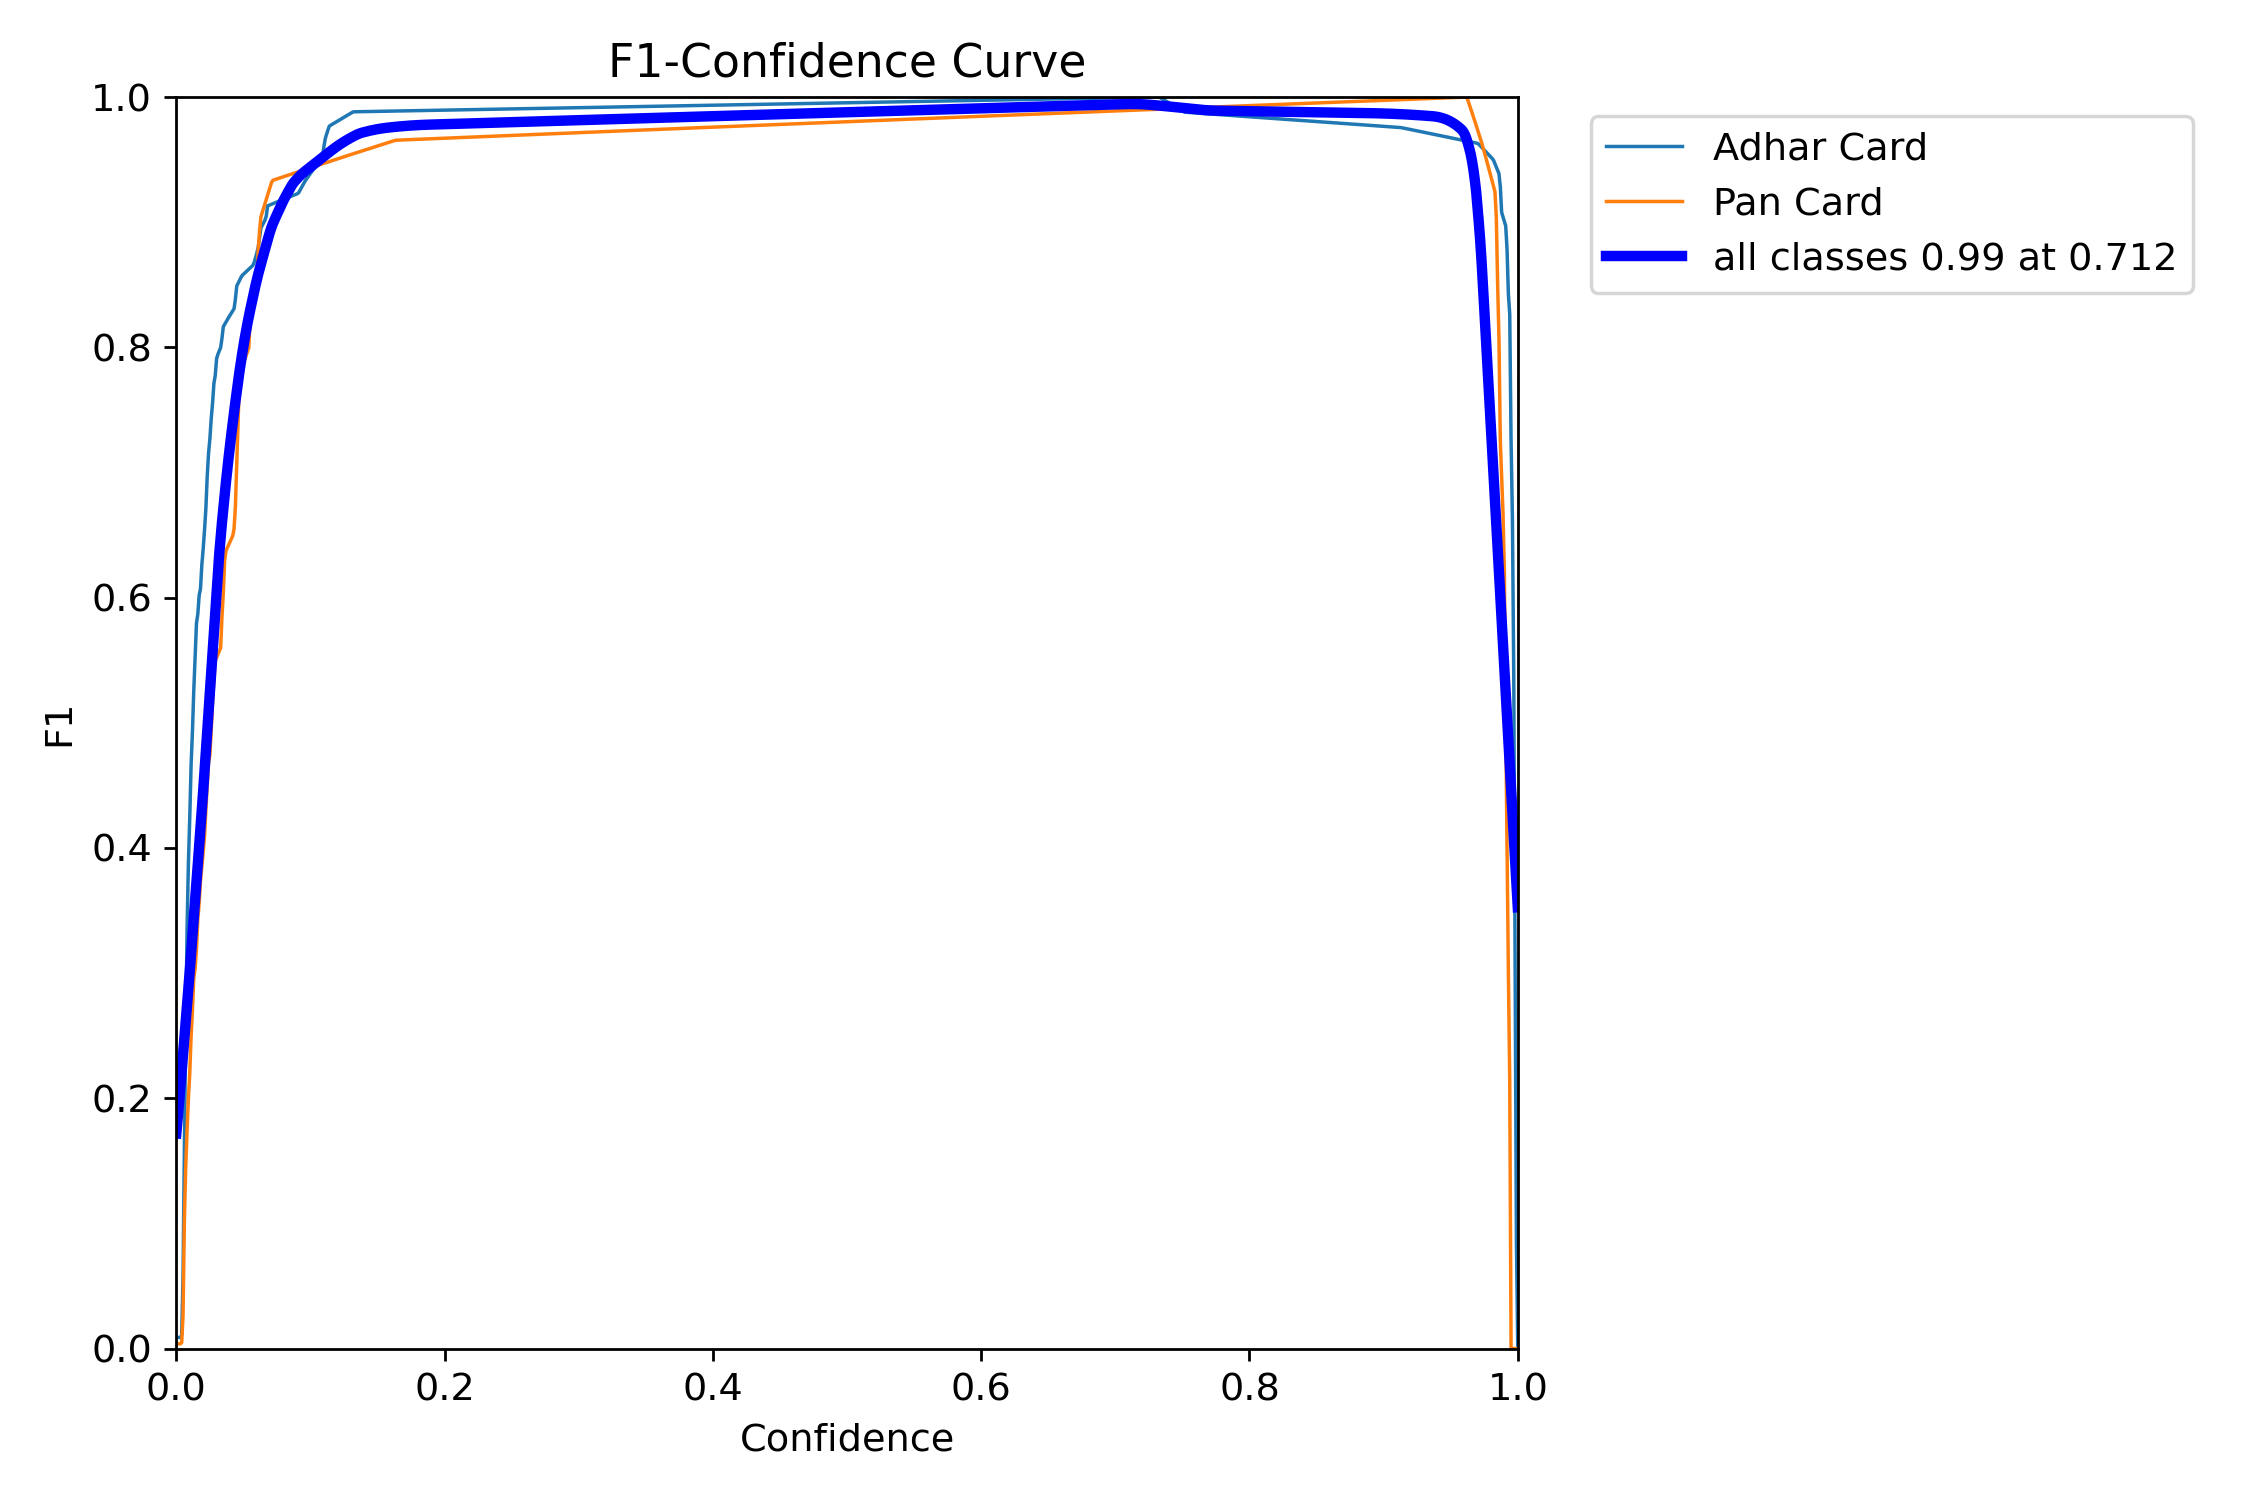 F1-Confidence Curve
1.0
0.8
0.6
0.4
0.2
0.0
F1
0.0 0.2 0.4 0.6 0.8 1.0
Confidence
Adhar Card
Pan Card
all classes 0.99 at 0.712